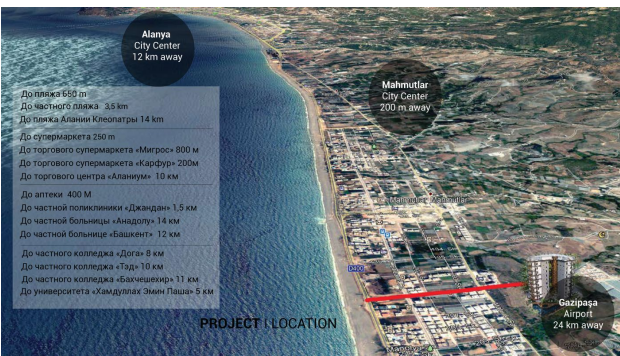 Alanya
City Center
12 km away
Mahmutlar
City Center
200 m away
До пляжа 650 m
До частного пляжа 3,5 km
До пляжа Алании Клеопатры 14 km
До супермаркета 250 m
До торгового супермаркета «Мигрос» 800 м
До торгового супермаркета «Карфур» 200м
До торгового центра «Аланиум» 10 км
До аптеки 400 М
До частной поликлиники «Джандан» 1,5 км
До частной больницы «Анадолу» 14 км
До частной больнице «Башкент» 12 км
До частного колледжа «Дога» 8 км
До частного колледжа «Тэд» 10 км
До частного колледжа «Бахчешехир» 11 км
До университета «Хамдуллах Эмин Паша» 5 км
D400
Gazipaşa
Airport
24 km away
PROJECT | LOCATION